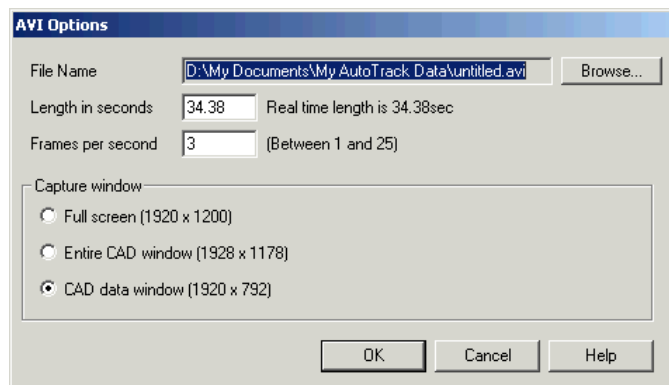 AVI Options
File Name D:\My Documents\My AutoTrack Data\untitled.avi Browse...
Length in seconds 34.38 Real time length is 34.38sec
Frames per second 3 (Between 1 and 25)
Capture window
Full screen (1920 x 1200)
Entire CAD window (1928 x 1178)
CAD data window (1920 x 792)
OK Cancel Help